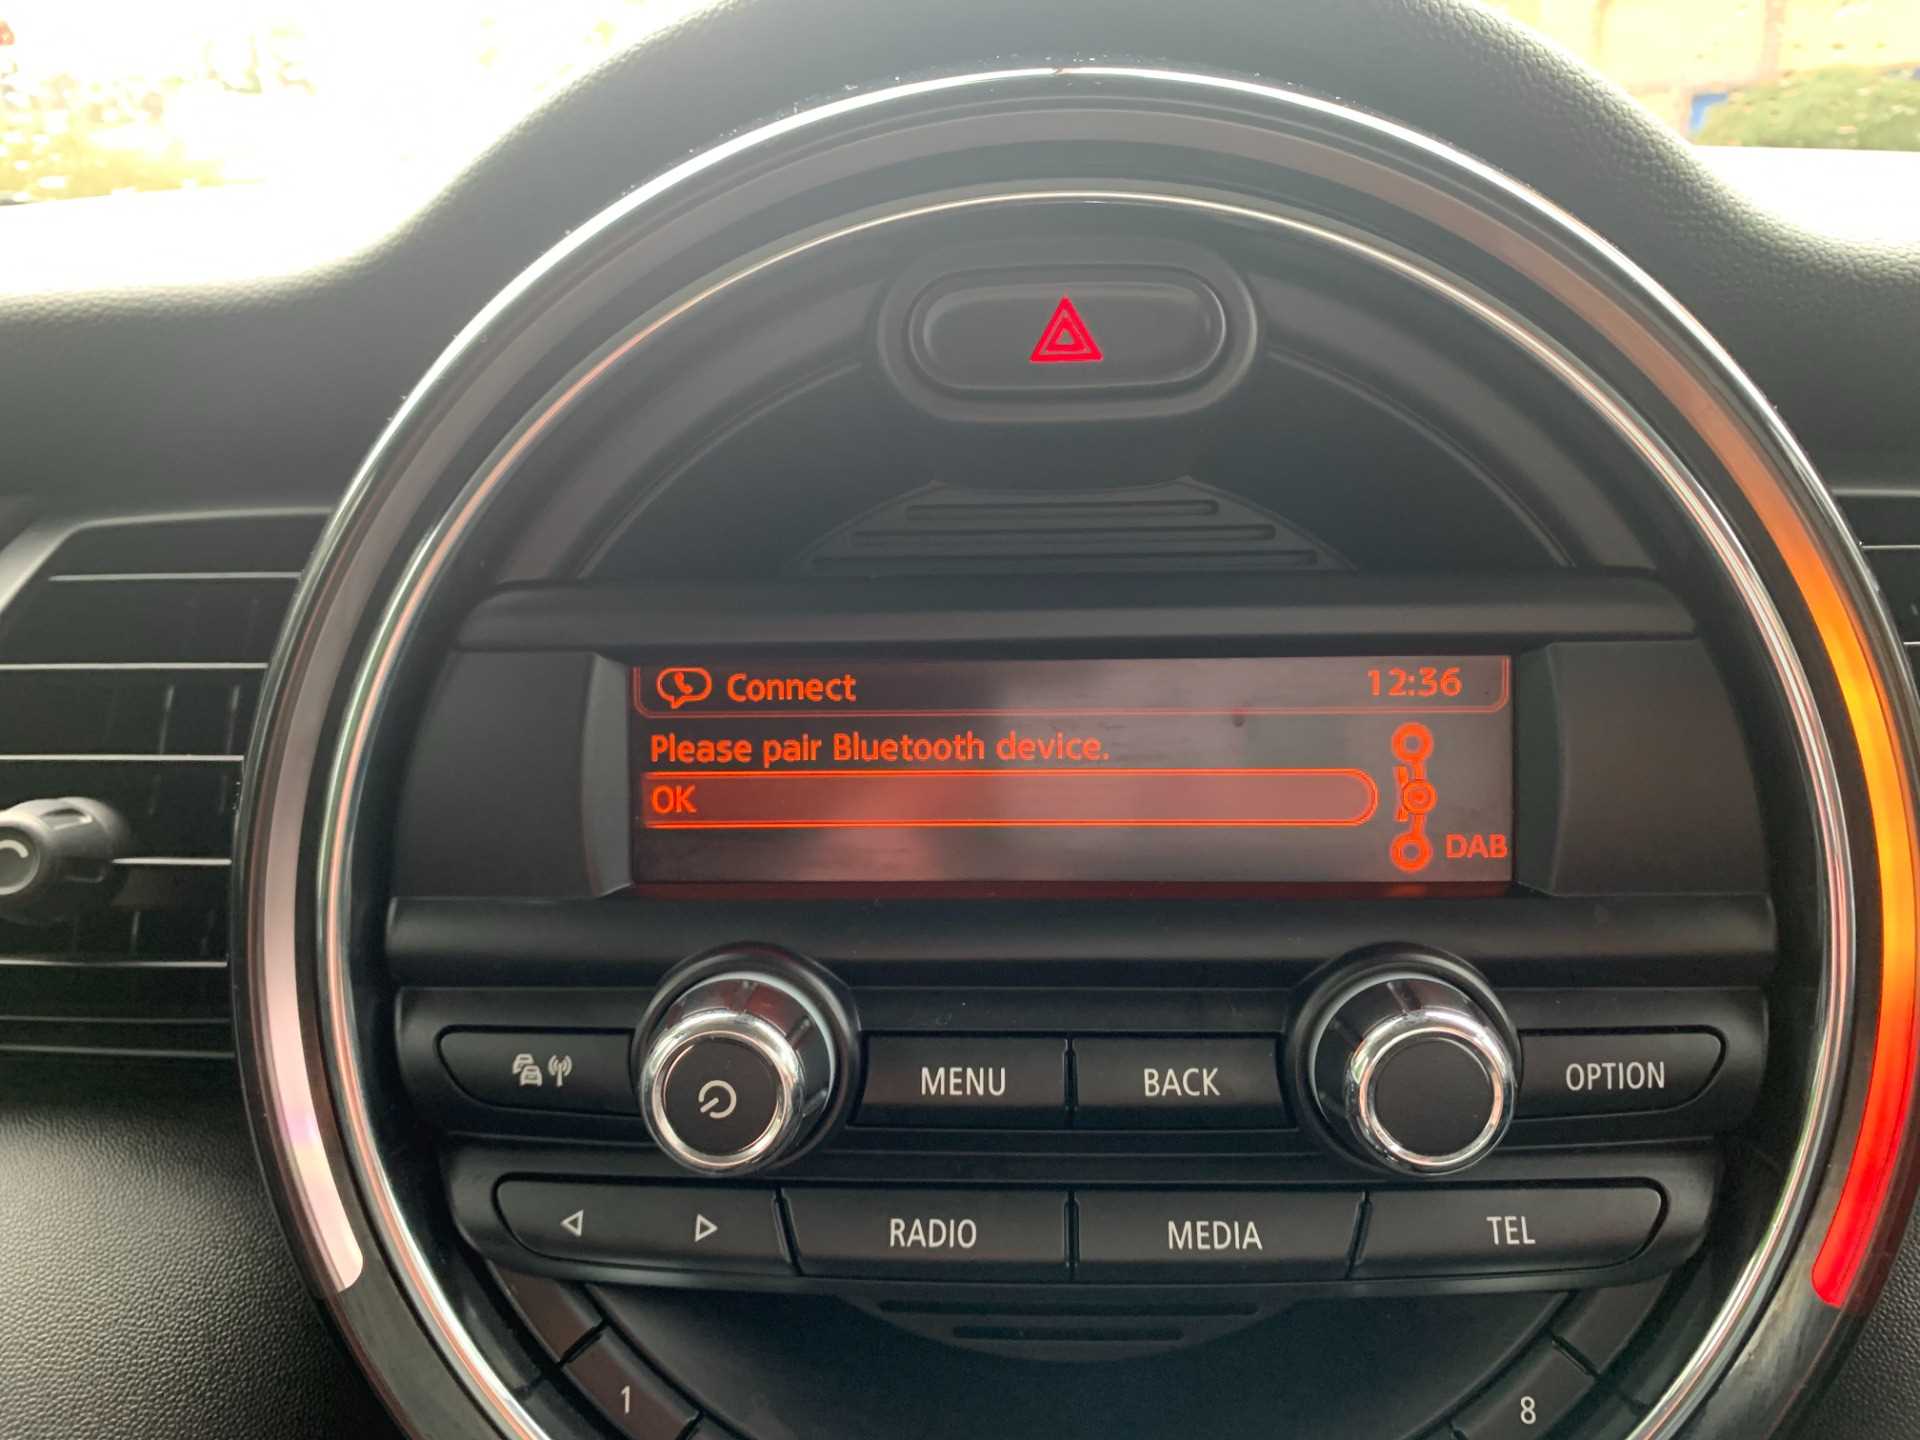 Connect 12:36
Please pair Bluetooth device.
OK
DAB
MENU BACK OPTION
RADIO MEDIA TEL
1 8